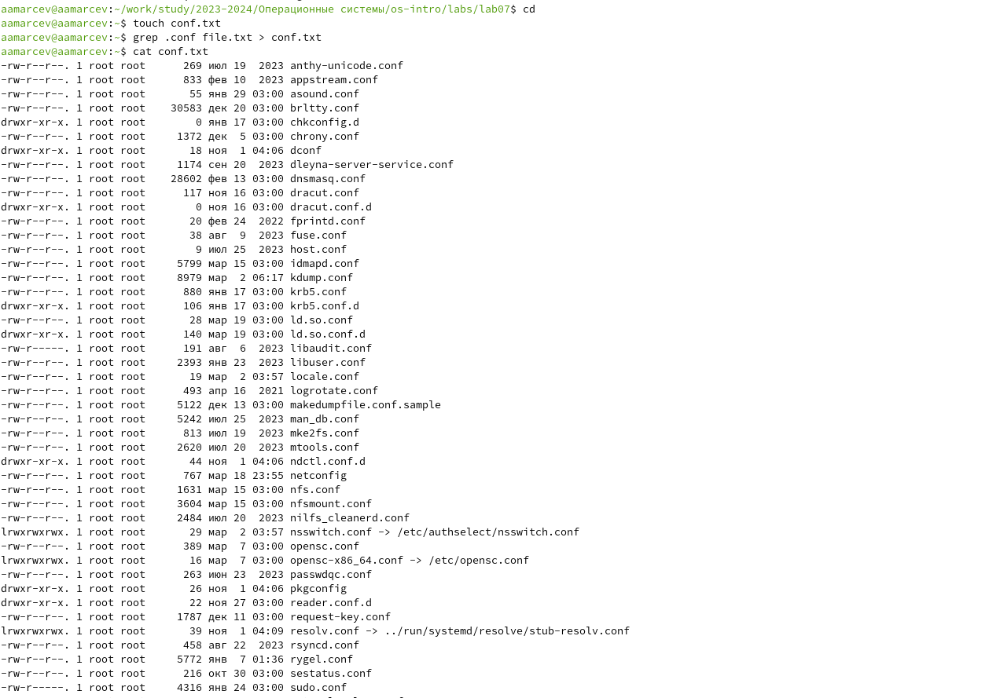 aamarcev@aamarcev:~/work/study/2023-2024/Операционные системы/os-intro/labs/lab07$ cd
aamarcev@aamarcev:~$ touch conf.txt
aamarcev@aamarcev:~$ grep .conf file.txt > conf.txt
aamarcev@aamarcev:~$ cat conf.txt
-rw-r--r--. 1 root root      269 июл 19  2023 anthy-unicode.conf
-rw-r--r--. 1 root root      833 фев 10  2023 appstream.conf
-rw-r--r--. 1 root root       55 янв 29 03:00 asound.conf
-rw-r--r--. 1 root root    30583 дек 20 03:00 brltty.conf
drwxr-xr-x. 1 root root        0 янв 17 03:00 chkconfig.d
-rw-r--r--. 1 root root     1372 дек  5 03:00 chrony.conf
drwxr-xr-x. 1 root root       18 ноя  1 04:06 dconf
-rw-r--r--. 1 root root     1174 сен 20  2023 dleyna-server-service.conf
-rw-r--r--. 1 root root    28602 фев 13 03:00 dnsmasq.conf
-rw-r--r--. 1 root root      117 ноя 16 03:00 dracut.conf
drwxr-xr-x. 1 root root        0 ноя 16 03:00 dracut.conf.d
-rw-r--r--. 1 root root       20 фев 24  2022 fprintd.conf
-rw-r--r--. 1 root root       38 авг  9  2023 fuse.conf
-rw-r--r--. 1 root root        9 июл 25  2023 host.conf
-rw-r--r--. 1 root root     5799 мар 15 03:00 idmapd.conf
-rw-r--r--. 1 root root     8979 мар  2 06:17 kdump.conf
-rw-r--r--. 1 root root      880 янв 17 03:00 krb5.conf
drwxr-xr-x. 1 root root      106 янв 17 03:00 krb5.conf.d
-rw-r--r--. 1 root root       28 мар 19 03:00 ld.so.conf
drwxr-xr-x. 1 root root      140 мар 19 03:00 ld.so.conf.d
-rw-r-----. 1 root root      191 авг  6  2023 libaudit.conf
-rw-r--r--. 1 root root     2393 янв 23  2023 libuser.conf
-rw-r--r--. 1 root root       19 мар  2 03:57 locale.conf
-rw-r--r--. 1 root root      493 апр 16  2021 logrotate.conf
-rw-r--r--. 1 root root     5122 дек 13 03:00 makedumpfile.conf.sample
-rw-r--r--. 1 root root     5242 июл 25  2023 man_db.conf
-rw-r--r--. 1 root root      813 июл 19  2023 mke2fs.conf
-rw-r--r--. 1 root root     2620 июл 20  2023 mtools.conf
drwxr-xr-x. 1 root root       44 ноя  1 04:06 ndctl.conf.d
-rw-r--r--. 1 root root      767 мар 18 23:55 netconfig
-rw-r--r--. 1 root root     1631 мар 15 03:00 nfs.conf
-rw-r--r--. 1 root root     3604 мар 15 03:00 nfsmount.conf
-rw-r--r--. 1 root root     2484 июл 20  2023 nilfs_cleanerd.conf
lrwxrwxrwx. 1 root root       29 мар  2 03:57 nsswitch.conf -> /etc/authselect/nsswitch.conf
-rw-r--r--. 1 root root      389 мар  7 03:00 opensc.conf
lrwxrwxrwx. 1 root root       16 мар  7 03:00 opensc-x86_64.conf -> /etc/opensc.conf
-rw-r--r--. 1 root root      263 июн 23  2023 passwdqc.conf
drwxr-xr-x. 1 root root       26 ноя  1 04:06 pkgconfig
drwxr-xr-x. 1 root root       22 ноя 27 03:00 reader.conf.d
-rw-r--r--. 1 root root     1787 дек 11 03:00 request-key.conf
lrwxrwxrwx. 1 root root       39 ноя  1 04:09 resolv.conf -> ../run/systemd/resolve/stub-resolv.conf
-rw-r--r--. 1 root root      458 авг 22  2023 rsyncd.conf
-rw-r--r--. 1 root root     5772 янв  7 01:36 rygel.conf
-rw-r--r--. 1 root root      216 окт 30 03:00 sestatus.conf
-rw-r-----. 1 root root     4316 янв 24 03:00 sudo.conf